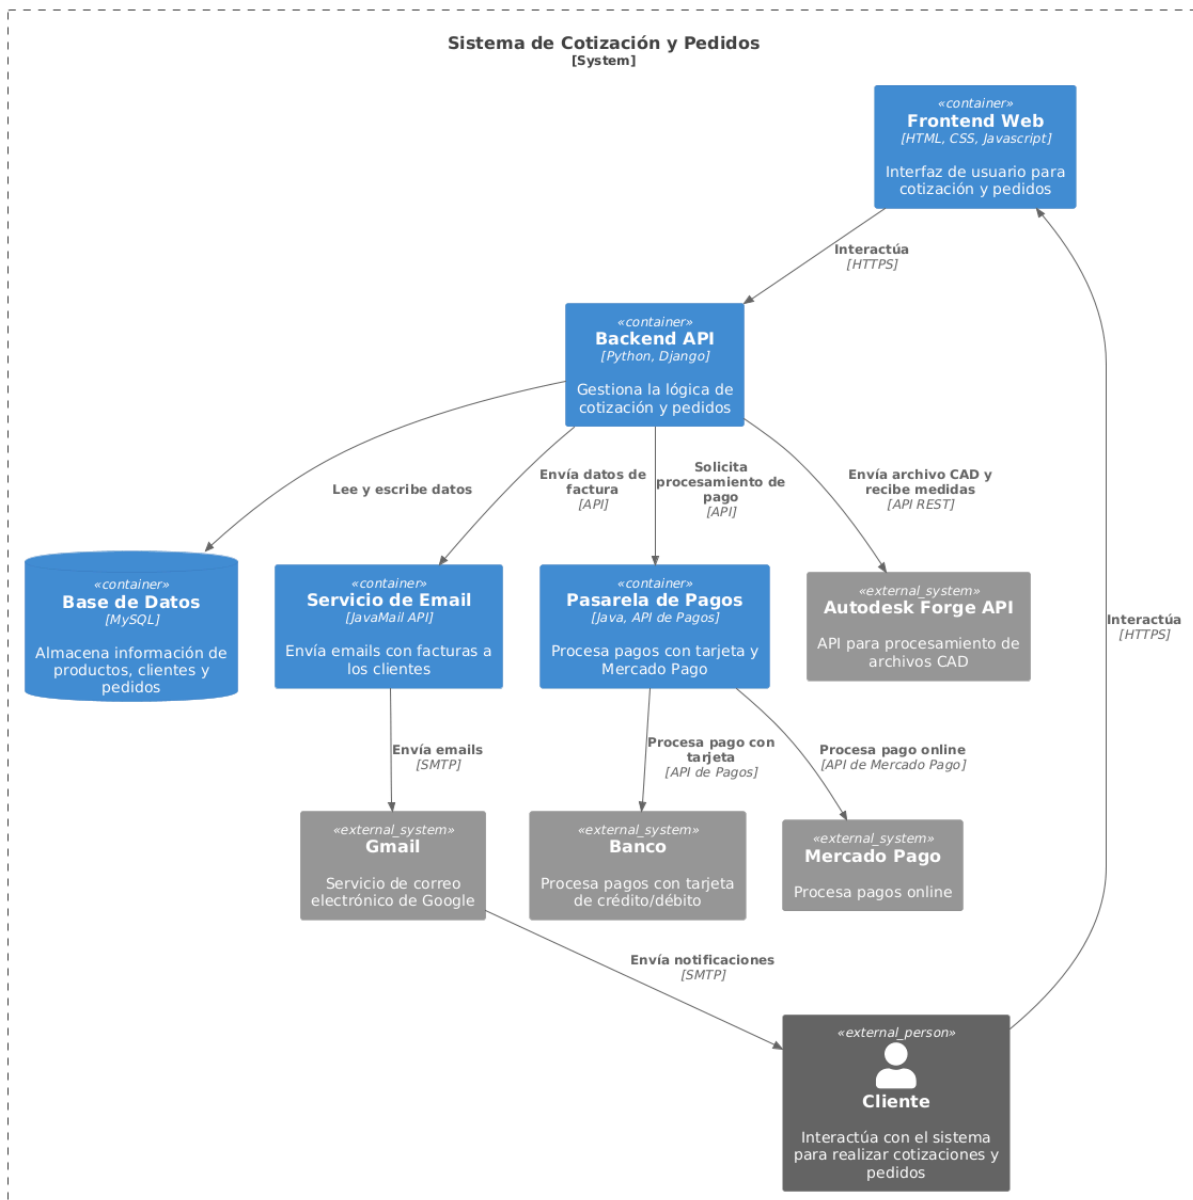 Sistema de Cotización y Pedidos
[System]
«container»
Frontend Web
[HTML, CSS, Javascript]
Interfaz de usuario para
cotización y pedidos
Interactúa
[HTTPS]
«container»
Backend API
[Python, Django]
Gestiona la lógica de
cotización y pedidos
Lee y escribe datos
Envía datos de
factura
[API]
Solicita
procesamiento de
pago
[API]
Envía archivo CAD y
recibe medidas
[API REST]
«container»
Base de Datos
[MySQL]
Almacena información de
productos, clientes y
pedidos
«container»
Servicio de Email
[JavaMail API]
Envía emails con facturas a
los clientes
«container»
Pasarela de Pagos
[Java, API de Pagos]
Procesa pagos con tarjeta y
Mercado Pago
«external_system»
Autodesk Forge API
API para procesamiento de
archivos CAD
Interactúa
[HTTPS]
Envía emails
[SMTP]
Procesa pago con
tarjeta
[API de Pagos]
Procesa pago online
[API de Mercado Pago]
«external_system»
Gmail
Servicio de correo
electrónico de Google
«external_system»
Banco
Procesa pagos con tarjeta
de crédito/débito
«external_system»
Mercado Pago
Procesa pagos online
Envía notificaciones
[SMTP]
«external_person»
Cliente
Interactúa con el sistema
para realizar cotizaciones y
pedidos